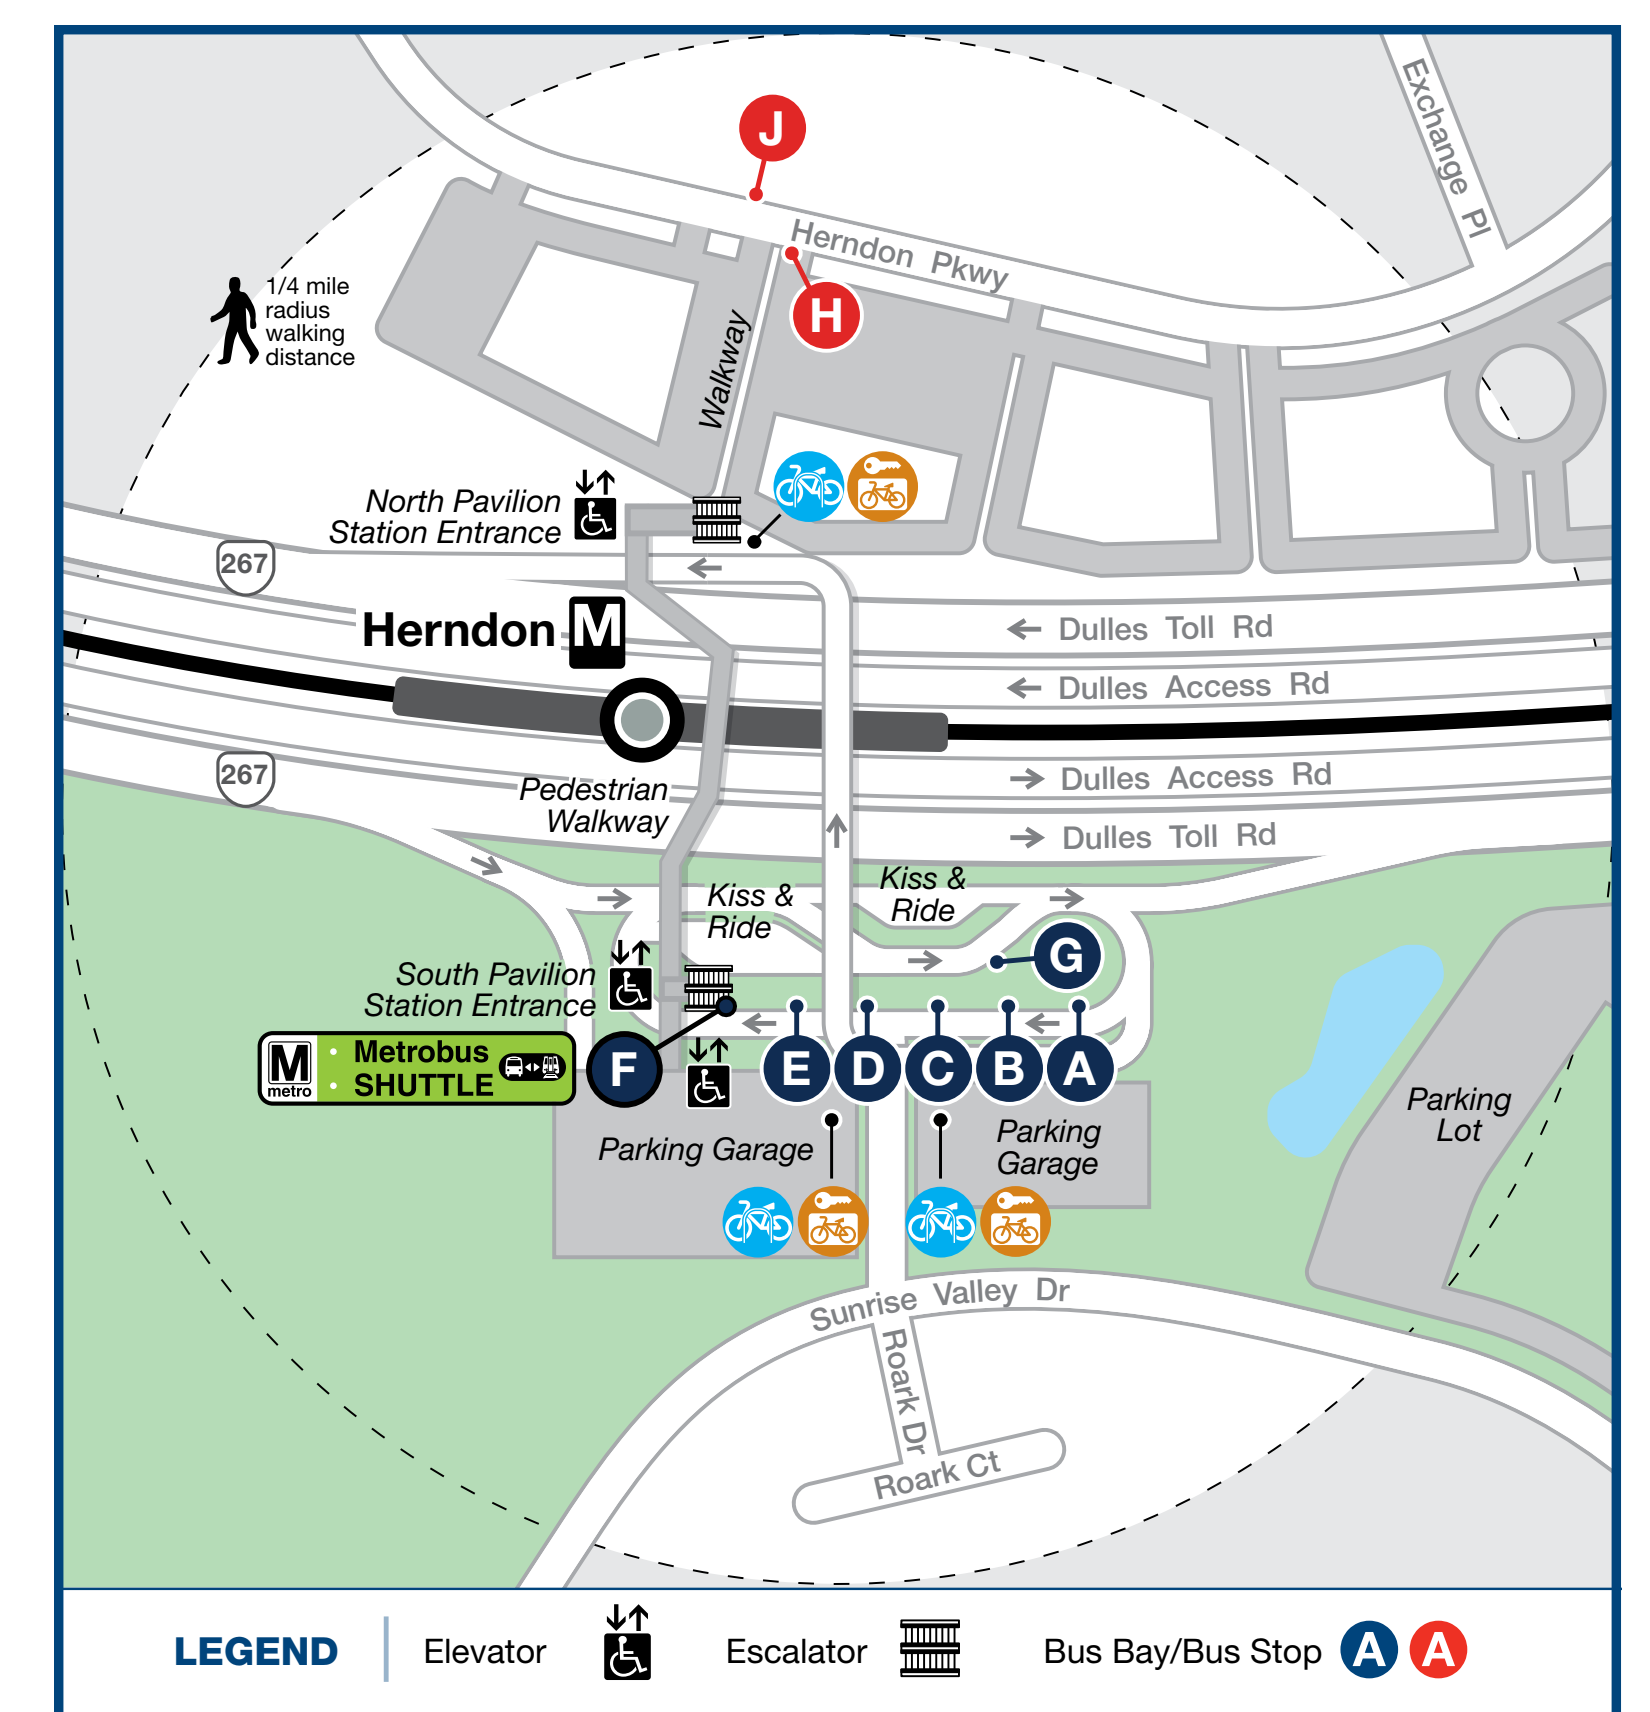 Exchange Pl
J
Herndon Pkwy
H
1/4 mile
radius
walking
distance
Walkway
North Pavilion
Station Entrance
267
Herndon
M
Dulles Toll Rd
Dulles Access Rd
267
Dulles Access Rd
Dulles Toll Rd
Pedestrian
Walkway
Kiss &
Ride
Kiss &
Ride
G
South Pavilion
Station Entrance
M
metro
• Metrobus
• SHUTTLE
F
E
D
C
B
A
Parking Garage
Parking
Garage
Parking
Lot
Sunrise Valley Dr
Roark Dr
Roark Ct
LEGEND
Elevator
Escalator
Bus Bay/Bus Stop
A
A